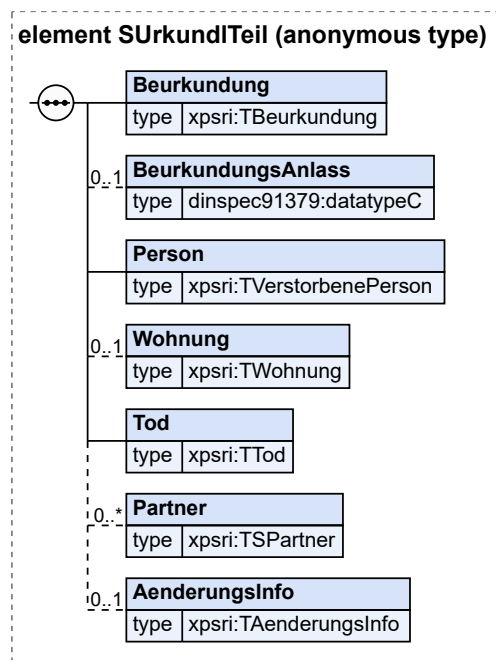 element SUrkundlTeil (anonymous type)
Beurkundung
type xpsri:TBeurkundung
0..1
BeurkundungsAnlass
type dinspec91379:datatypeC
Person
type xpsri:TVerstorbenePerson
0..1
Wohnung
type xpsri:TWohnung
Tod
type xpsri:TTod
0..*
Partner
type xpsri:TSPartner
0..1
AenderungsInfo
type xpsri:TAenderungsInfo